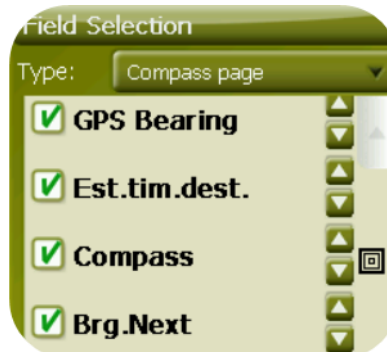 Field Selection
Type: Compass page
GPS Bearing
Est.tim.dest.
Compass
Brg.Next